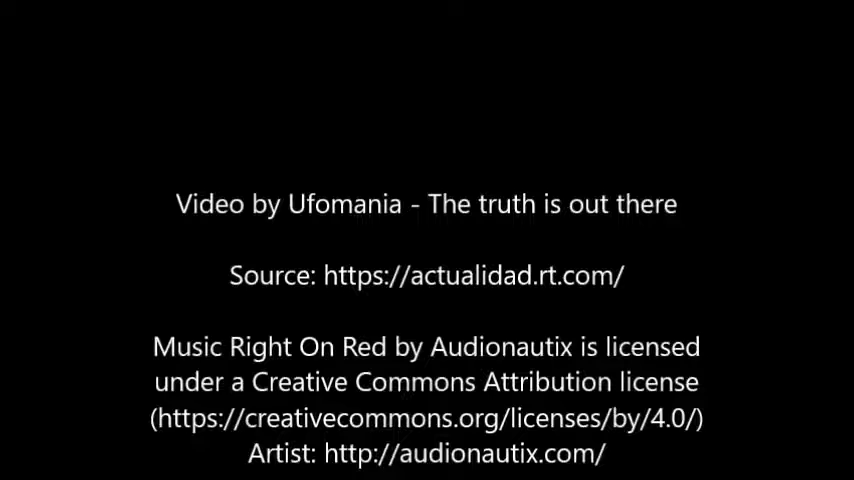 Video by Ufomania - The truth is out there
Source: https://actualidad.rt.com/
Music Right On Red by Audionautix is licensed
under a Creative Commons Attribution license
(https://creativecommons.org/licenses/by/4.0/)
Artist: http://audionautix.com/